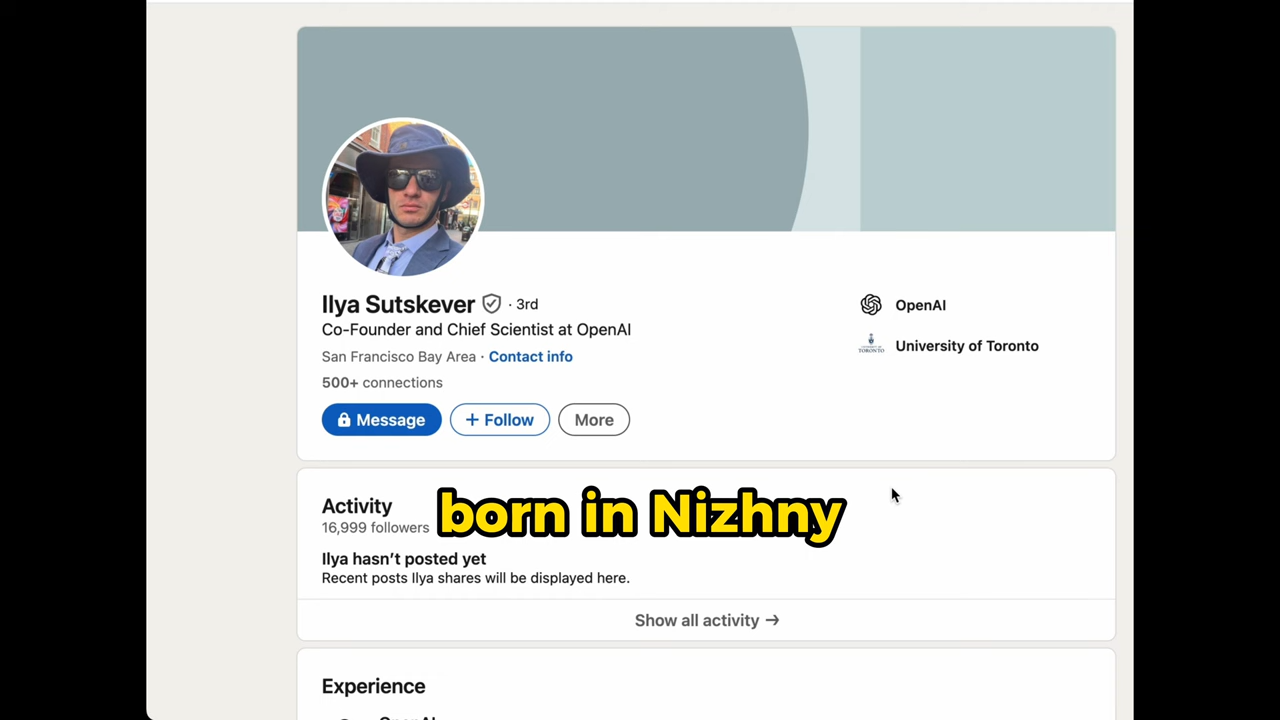 Ilya Sutskever · 3rd
Co-Founder and Chief Scientist at OpenAI
San Francisco Bay Area · Contact info
500+ connections
Message
+ Follow
More
OpenAI
TORONTO
University of Toronto
Activity
16,999 followers
born in Nizhny
Ilya hasn't posted yet
Recent posts Ilya shares will be displayed here.
Show all activity →
Experience
OpenAI